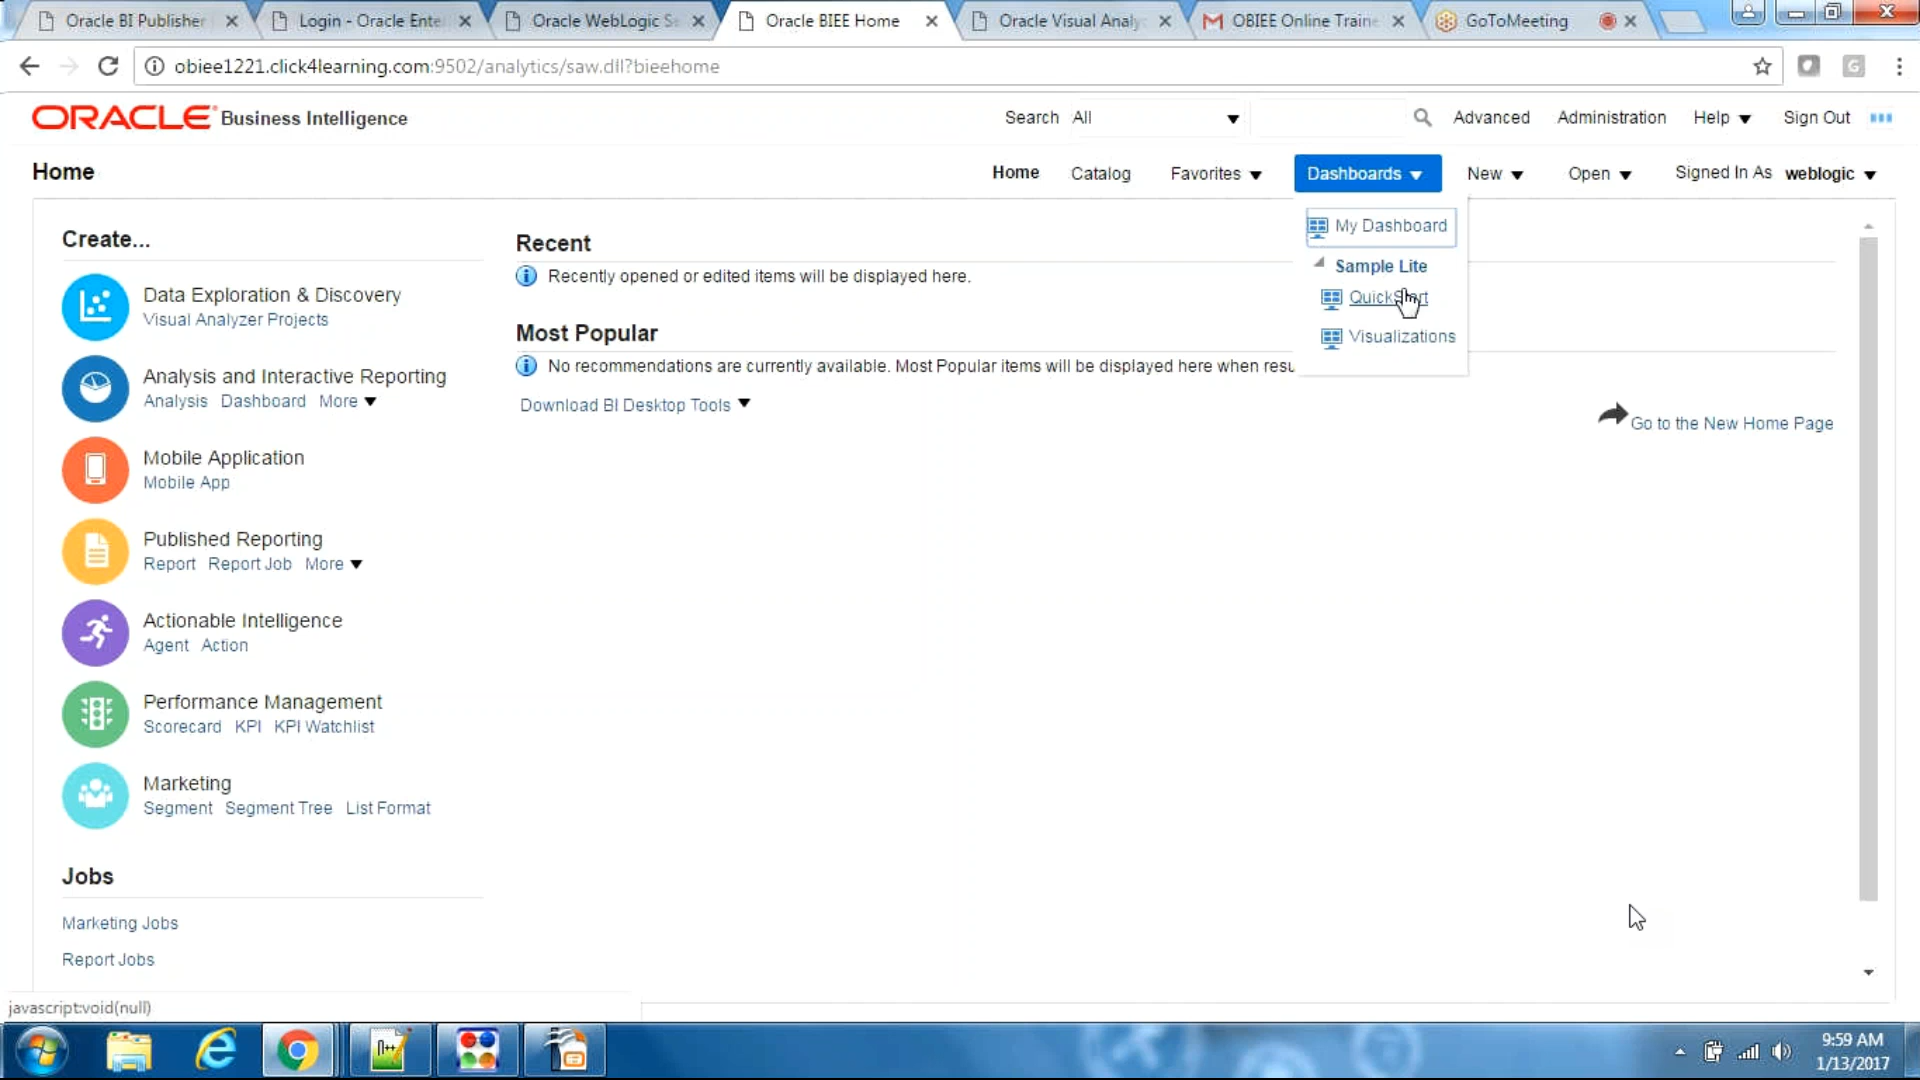 Oracle BI Publisher
Login - Oracle Ente
Oracle WebLogic Se
Oracle BIEE Home
Oracle Visual Analy
OBIEE Online Traine
GoToMeeting
obiee1221.click4learning.com:9502/analytics/saw.dll?bieehome
ORACLE Business Intelligence
Search All
Advanced
Administration
Help
Sign Out
Home
Home
Catalog
Favorites
Dashboards
New
Open
Signed In As weblogic
My Dashboard
Sample Lite
QuickStart
Visualizations
Create...
Data Exploration & Discovery
Visual Analyzer Projects
Analysis and Interactive Reporting
Analysis Dashboard More
Mobile Application
Mobile App
Published Reporting
Report Report Job More
Actionable Intelligence
Agent Action
Performance Management
Scorecard KPI KPI Watchlist
Marketing
Segment Segment Tree List Format
Jobs
Marketing Jobs
Report Jobs
Recent
Recently opened or edited items will be displayed here.
Most Popular
No recommendations are currently available. Most Popular items will be displayed here when resu
Download BI Desktop Tools
Go to the New Home Page
javascript:void(null)
9:59 AM
1/13/2017